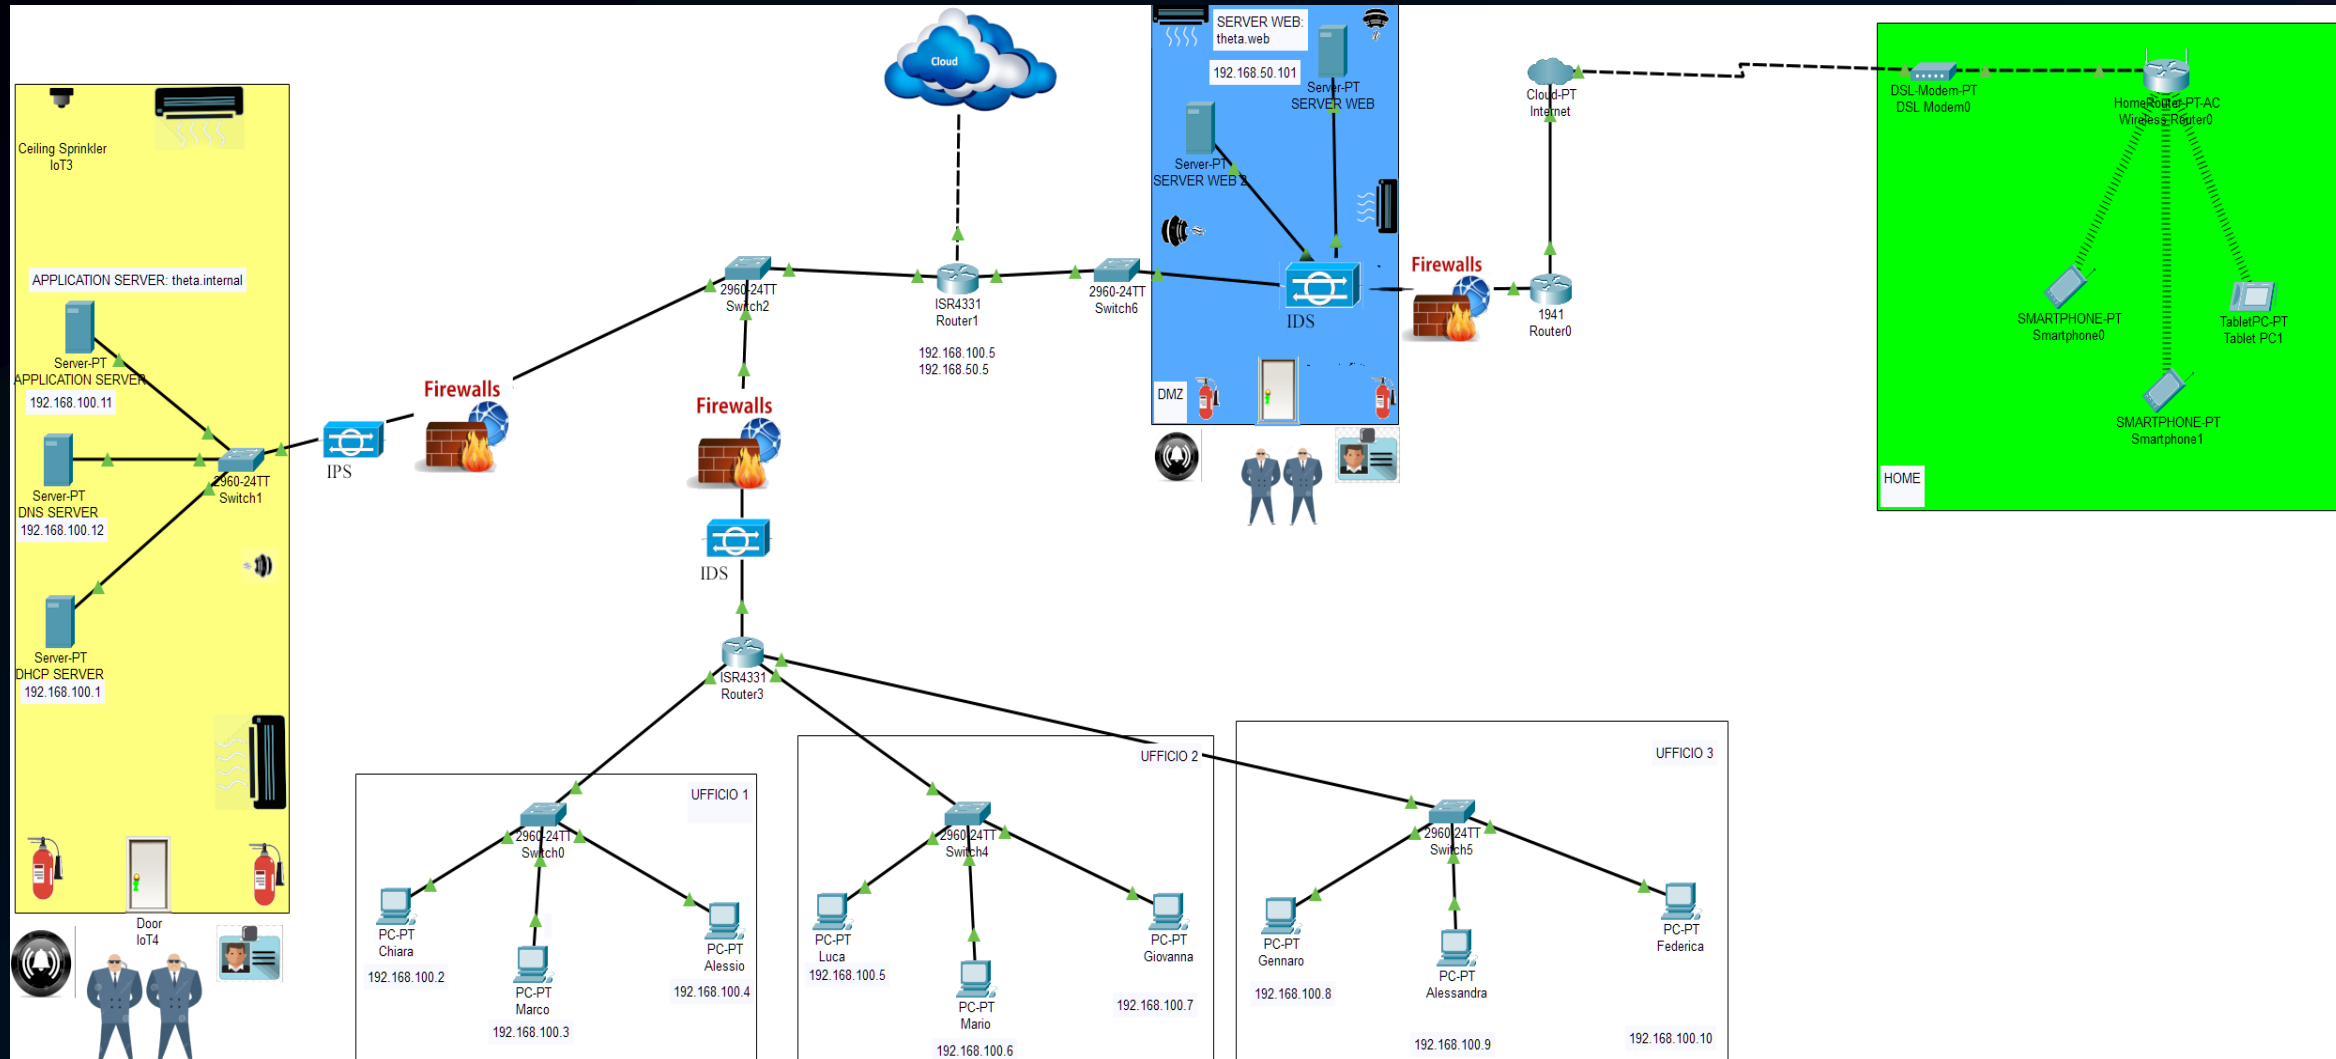 Ceiling Sprinkler
IoT3
APPLICATION SERVER: theta.internal
Server-PT
APPLICATION SERVER
192.168.100.11
Server-PT
DNS SERVER
192.168.100.12
2960-24TT
Switch1
Server-PT
DHCP SERVER
192.168.100.1
Door
IoT4
IPS
Firewalls
Cloud
2960-24TT
Switch2
ISR4331
Router1
192.168.100.5
192.168.50.5
2960-24TT
Switch6
Firewalls
IDS
ISR4331
Router3
SERVER WEB:
theta.web
192.168.50.101
Server-PT
SERVER WEB
Server-PT
SERVER WEB 2
IDS
DMZ
Firewalls
1941
Router0
Cloud-PT
Internet
DSL-Modem-PT
DSL Modem0
HomeRouter-PT-AC
Wireless Router0
SMARTPHONE-PT
Smartphone0
TabletPC-PT
Tablet PC1
SMARTPHONE-PT
Smartphone1
HOME
UFFICIO 1
2960-24TT
Switch0
PC-PT
Chiara
192.168.100.2
PC-PT
Marco
192.168.100.3
PC-PT
Alessio
192.168.100.4
UFFICIO 2
2960-24TT
Switch4
PC-PT
Luca
192.168.100.5
PC-PT
Mario
192.168.100.6
PC-PT
Giovanna
192.168.100.7
UFFICIO 3
2960-24TT
Switch5
PC-PT
Gennaro
192.168.100.8
PC-PT
Alessandra
192.168.100.9
PC-PT
Federica
192.168.100.10